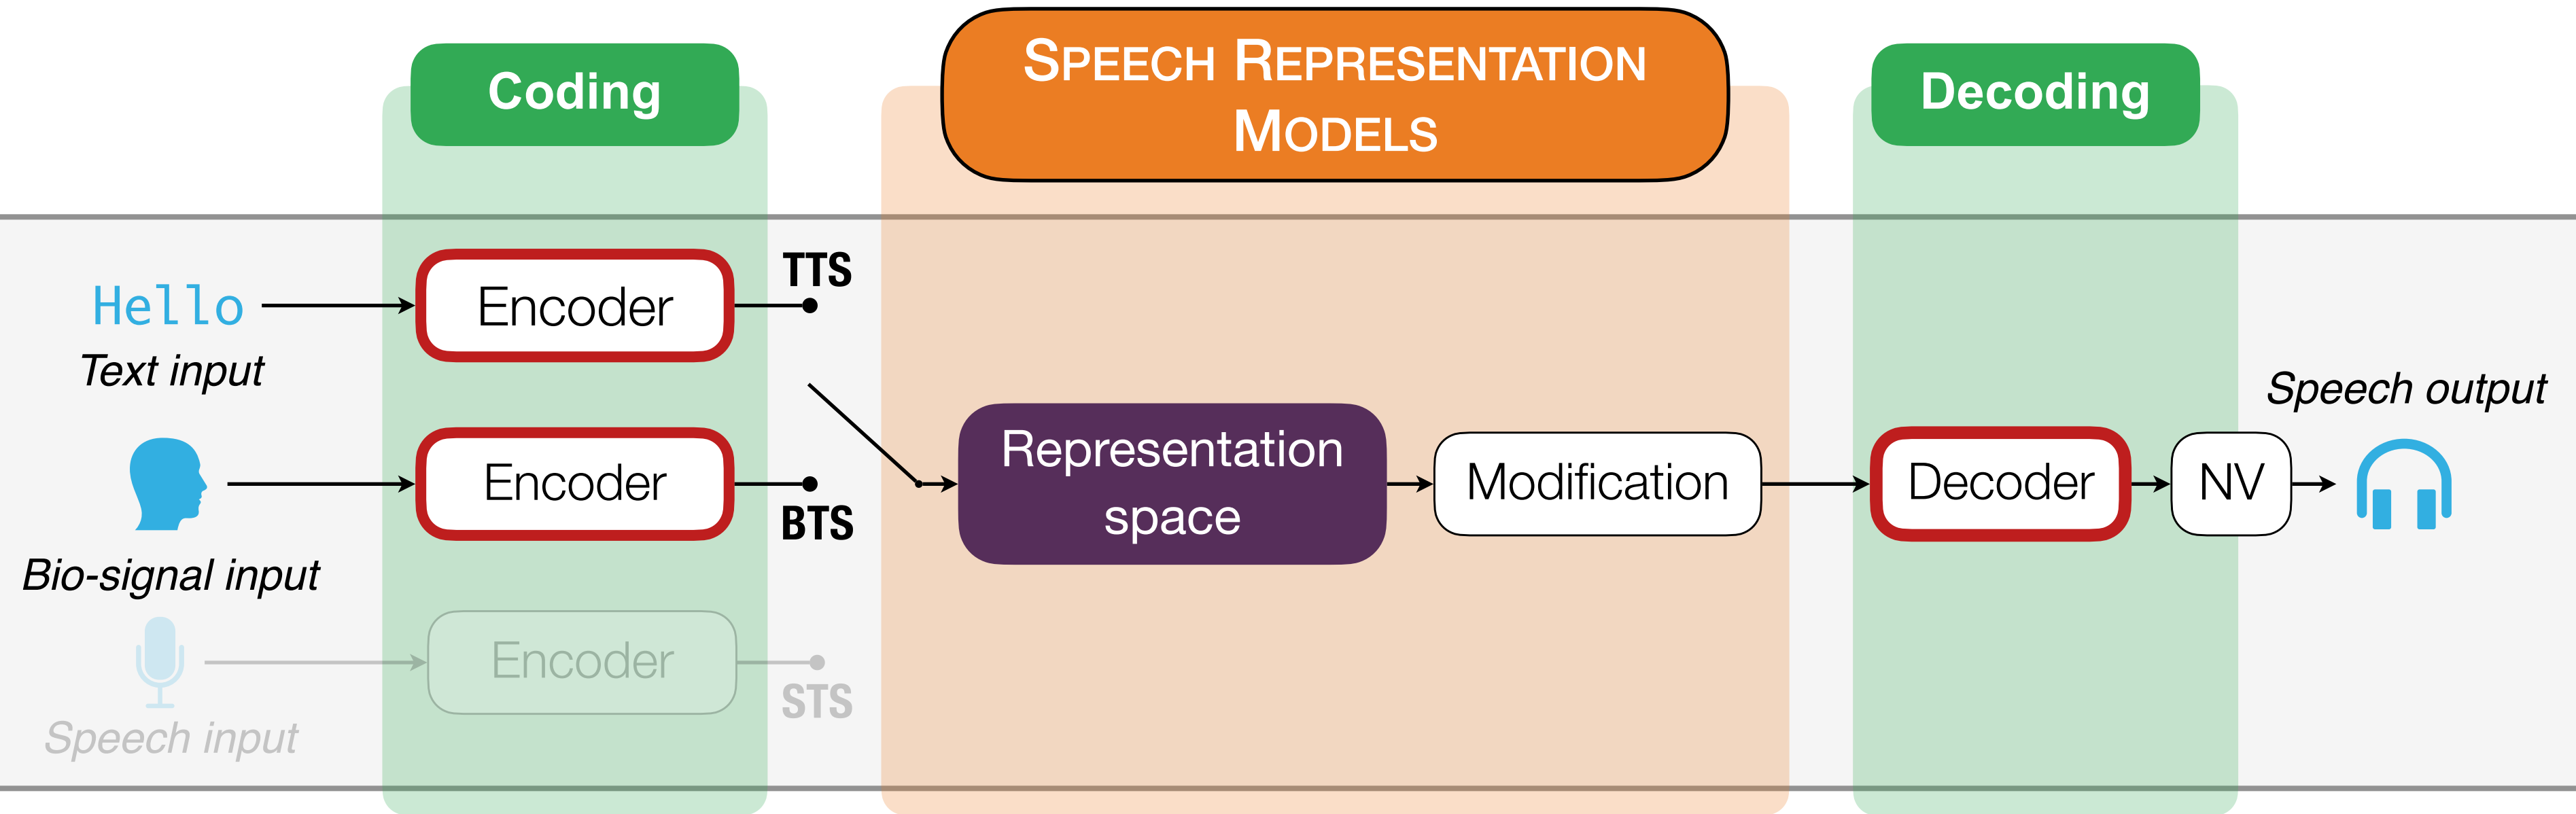 Coding
SPEECH REPRESENTATION
MODELS
Decoding
TTS
Hello
Encoder
Text input
Speech output
Representation
space
Encoder
Modification
Decoder
NV
BTS
Bio-signal input
Encoder
STS
Speech input